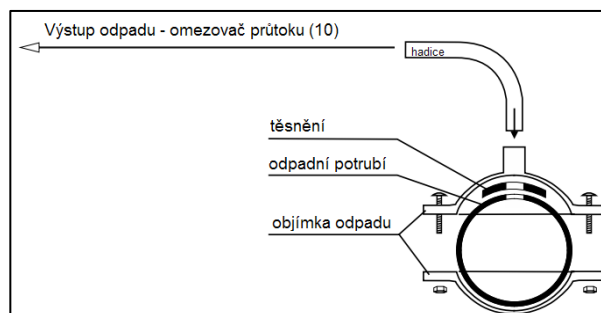 Výstup odpadu - omezovač průtoku (10)
hadice
těsnění
odpadní potrubí
objímka odpadu